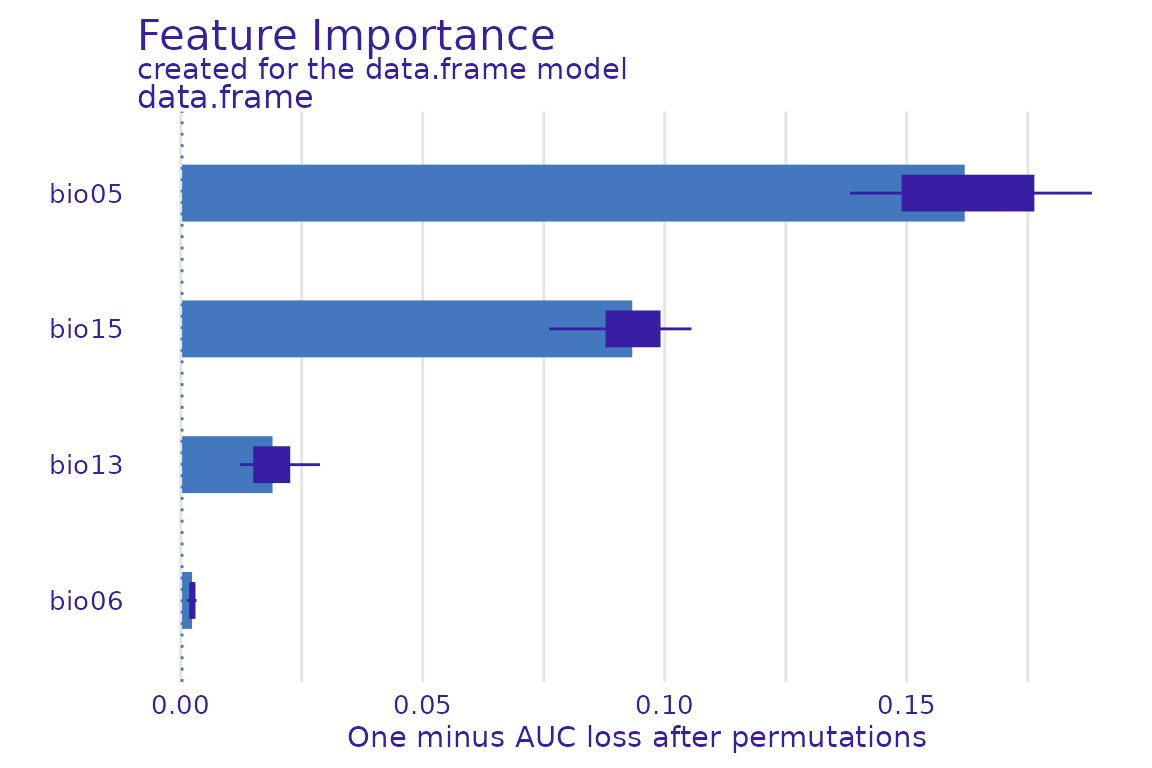 Feature Importance
created for the data.frame model
data.frame
bio05
bio15
bio13
bio06
0.00 0.05 0.10 0.15
One minus AUC loss after permutations